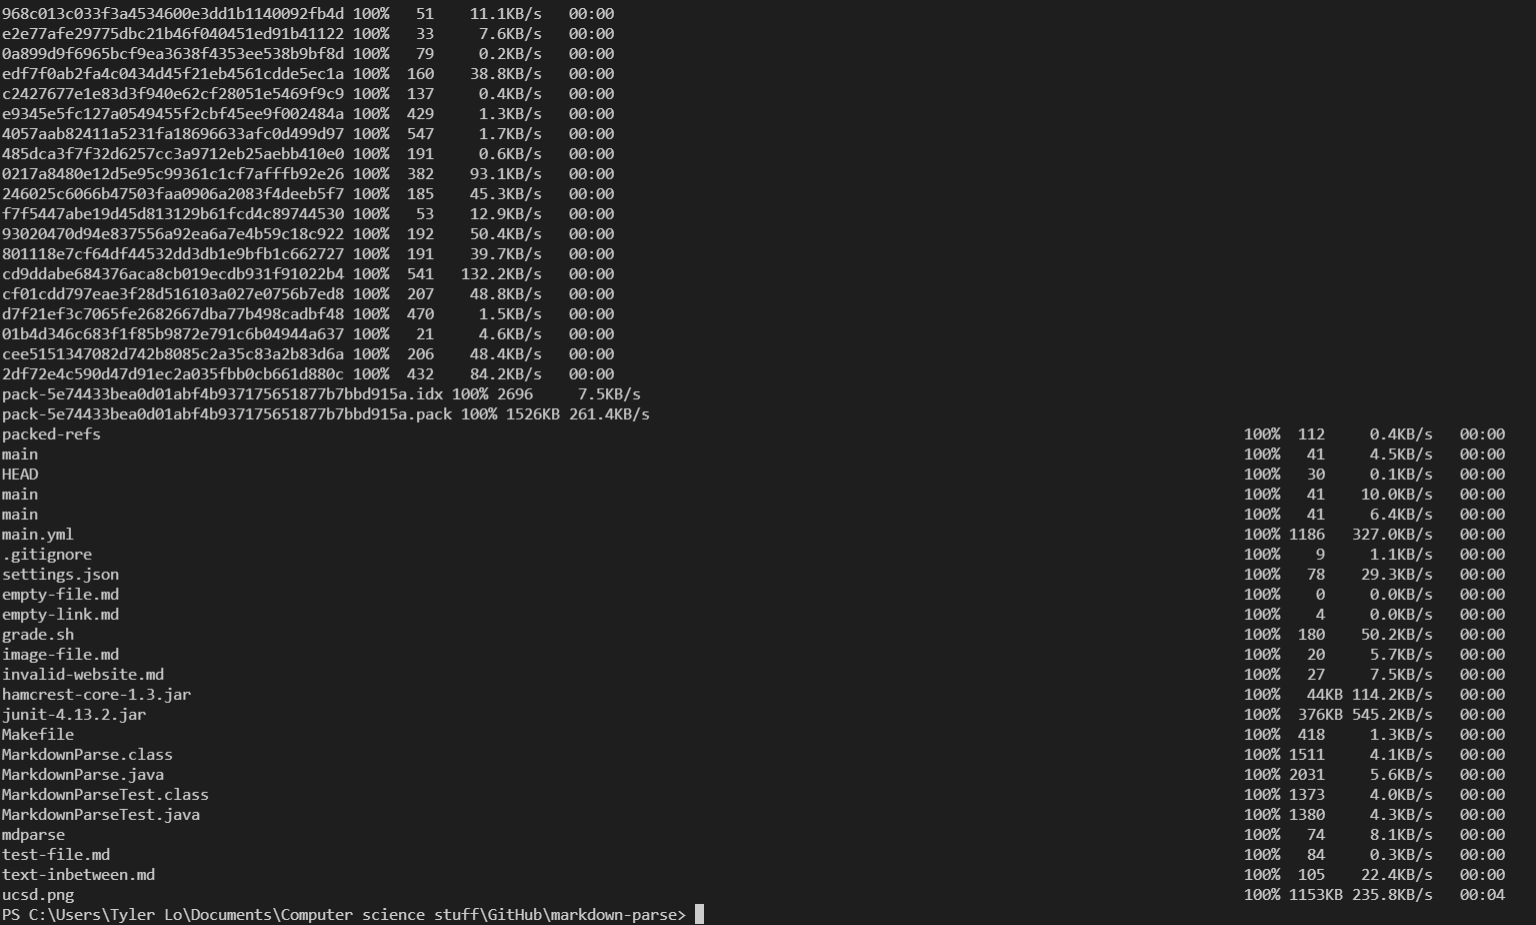 968c013c033f3a4534600e3dd1b1140092fb4d 100%   51    11.1KB/s   00:00
e2e77afe29775dbc21b46f040451ed91b41122 100%   33     7.6KB/s   00:00
0a899d9f6965bcf9ea3638f4353ee538b9bf8d 100%   79     0.2KB/s   00:00
edf7f0ab2fa4c0434d45f21eb4561cdde5ec1a 100%  160    38.8KB/s   00:00
c2427677e1e83d3f940e62cf28051e5469f9c9 100%  137     0.4KB/s   00:00
e9345e5fc127a0549455f2cbf45ee9f002484a 100%  429     1.3KB/s   00:00
4057aab82411a5231fa18696633afc0d499d97 100%  547     1.7KB/s   00:00
485dca3f7f32d6257cc3a9712eb25aebb410e0 100%  191     0.6KB/s   00:00
0217a8480e12d5e95c99361c1cf7afffb92e26 100%  382    93.1KB/s   00:00
246025c6066b47503faa0906a2083f4deeb5f7 100%  185    45.3KB/s   00:00
f7f5447abe19d45d813129b61fcd4c89744530 100%   53    12.9KB/s   00:00
93020470d94e837556a92ea6a7e4b59c18c922 100%  192    50.4KB/s   00:00
801118e7cf64df44532dd3db1e9bfb1c662727 100%  191    39.7KB/s   00:00
cd9ddabe684376aca8cb019ecdb931f91022b4 100%  541   132.2KB/s   00:00
cf01cdd797eae3f28d516103a027e0756b7ed8 100%  207    48.8KB/s   00:00
d7f21ef3c7065fe2682667dba77b498cadbf48 100%  470     1.5KB/s   00:00
01b4d346c683f1f85b9872e791c6b04944a637 100%   21     4.6KB/s   00:00
cee5151347082d742b8085c2a35c83a2b83d6a 100%  206    48.4KB/s   00:00
2df72e4c590d47d91ec2a035fbb0cb661d880c 100%  432    84.2KB/s   00:00
pack-5e74433bea0d01abf4b937175651877b7bbd915a.idx 100% 2696     7.5KB/s
pack-5e74433bea0d01abf4b937175651877b7bbd915a.pack 100% 1526KB 261.4KB/s
packed-refs 100%  112     0.4KB/s   00:00
main 100%   41     4.5KB/s   00:00
HEAD 100%   30     0.1KB/s   00:00
main 100%   41    10.0KB/s   00:00
main 100%   41     6.4KB/s   00:00
main.yml 100% 1186   327.0KB/s   00:00
.gitignore 100%    9     1.1KB/s   00:00
settings.json 100%   78    29.3KB/s   00:00
empty-file.md 100%    0     0.0KB/s   00:00
empty-link.md 100%    4     0.0KB/s   00:00
grade.sh 100%  180    50.2KB/s   00:00
image-file.md 100%   20     5.7KB/s   00:00
invalid-website.md 100%   27     7.5KB/s   00:00
hamcrest-core-1.3.jar 100%   44KB 114.2KB/s   00:00
junit-4.13.2.jar 100%  376KB 545.2KB/s   00:00
Makefile 100%  418     1.3KB/s   00:00
MarkdownParse.class 100% 1511     4.1KB/s   00:00
MarkdownParse.java 100% 2031     5.6KB/s   00:00
MarkdownParseTest.class 100% 1373     4.0KB/s   00:00
MarkdownParseTest.java 100% 1380     4.3KB/s   00:00
mdparse 100%   74     8.1KB/s   00:00
test-file.md 100%   84     0.3KB/s   00:00
text-inbetween.md 100%  105    22.4KB/s   00:00
ucsd.png 100% 1153KB 235.8KB/s   00:04
PS C:\Users\Tyler Lo\Documents\Computer science stuff\GitHub\markdown-parse>